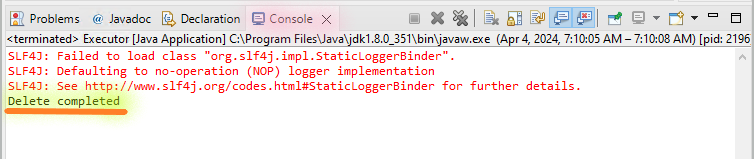 Problems @ Javadoc Declaration Console
<terminated> Executor [Java Application] C:\Program Files\Java\jdk1.8.0_351\bin\javaw.exe (Apr 4, 2024, 7:10:05 AM – 7:10:08 AM) [pid: 2196
SLF4J: Failed to load class "org.slf4j.impl.StaticLoggerBinder".
SLF4J: Defaulting to no-operation (NOP) logger implementation
SLF4J: See http://www.slf4j.org/codes.html#StaticLoggerBinder for further details.
Delete completed